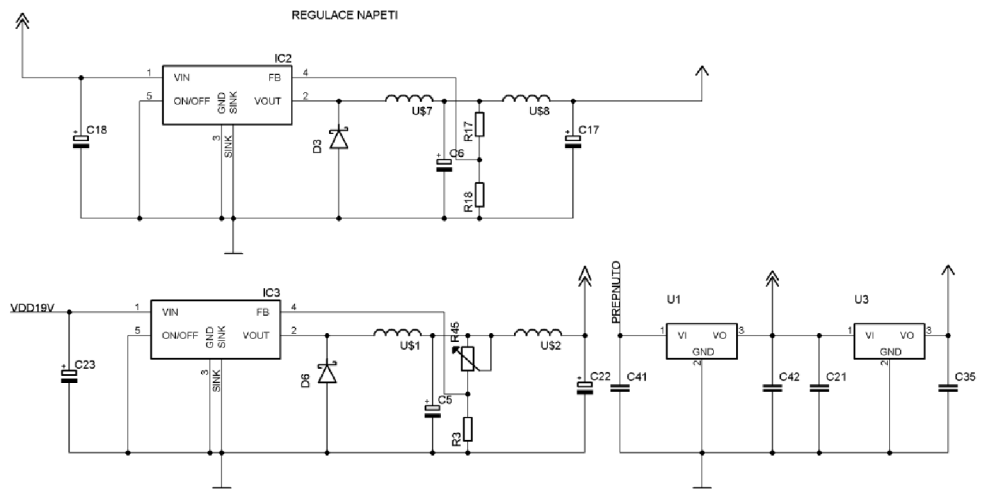 REGULACE NAPETI
IC2
1 VIN FB 4
5 ON/OFF GND SINK VOUT 2
3 SINK
C18
D3
U$7
C6
R17
R18
U$8
C17
VDD19V
IC3
1 VIN FB 4
5 ON/OFF GND SINK VOUT 2
3 SINK
C23
D6
U$1
C5
R45
R3
U$2
C22
PREPNUTO
U1
1 VI VO 3
GND
2
C41
C42
C21
U3
1 VI VO 3
GND
2
C35